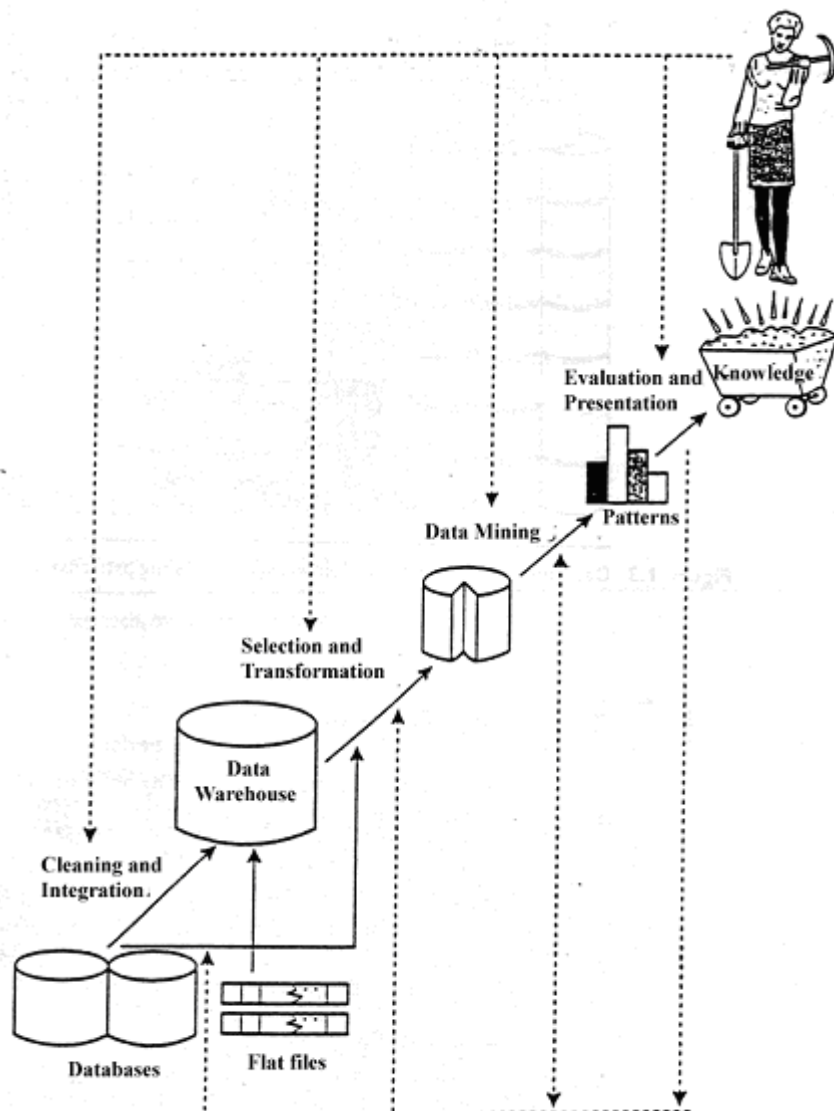 Knowledge
Evaluation and
Presentation
Patterns
Data Mining
Selection and
Transformation
Data
Warehouse
Cleaning and
Integration
Databases
Flat files